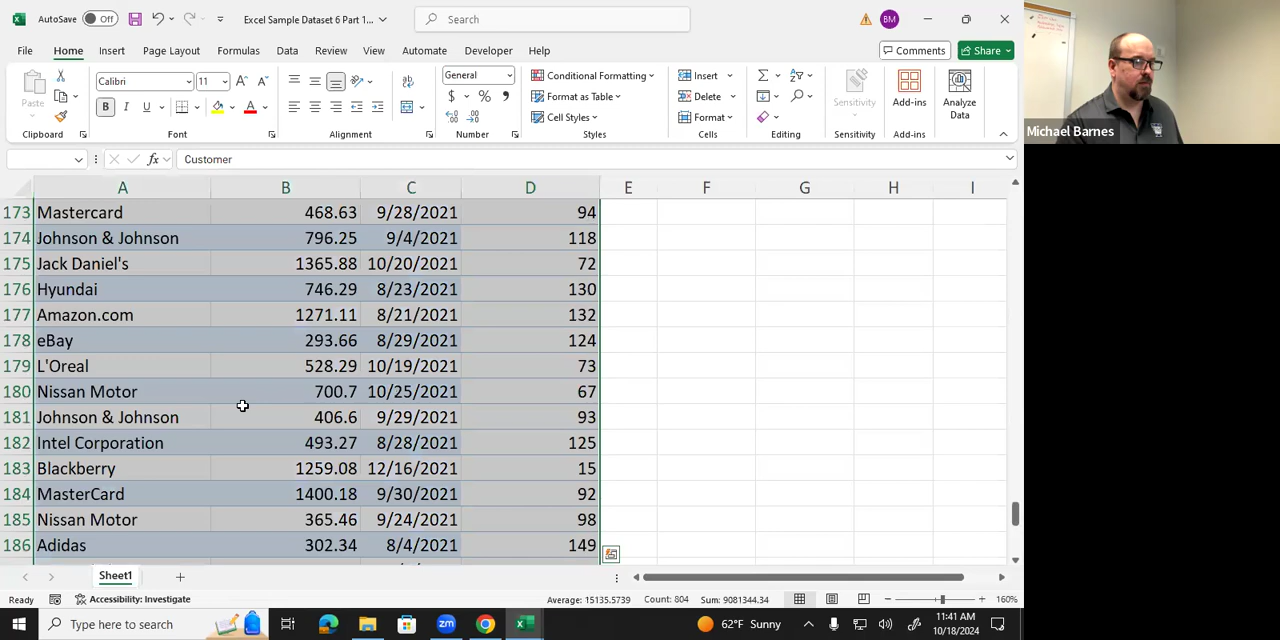 AutoSave Off Excel Sample Dataset 6 Part 1... Search BM
File Home Insert Page Layout Formulas Data Review View Automate Developer Help Comments Share
Paste Calibri 11 B I U A General $ % Conditional Formatting Format as Table Cell Styles Insert Delete Format Sensitivity Add-ins Analyze Data
Clipboard Font Alignment Number Styles Cells Editing Sensitivity Add-ins
fx Customer
A B C D E F G H I
173 Mastercard 468.63 9/28/2021 94
174 Johnson & Johnson 796.25 9/4/2021 118
175 Jack Daniel's 1365.88 10/20/2021 72
176 Hyundai 746.29 8/23/2021 130
177 Amazon.com 1271.11 8/21/2021 132
178 eBay 293.66 8/29/2021 124
179 L'Oreal 528.29 10/19/2021 73
180 Nissan Motor 700.7 10/25/2021 67
181 Johnson & Johnson 406.6 9/29/2021 93
182 Intel Corporation 493.27 8/28/2021 125
183 Blackberry 1259.08 12/16/2021 15
184 MasterCard 1400.18 9/30/2021 92
185 Nissan Motor 365.46 9/24/2021 98
186 Adidas 302.34 8/4/2021 149
Sheet1
Ready Accessibility: Investigate Average: 15135.5739 Count: 804 Sum: 9081344.34 160%
Type here to search zm 62°F Sunny 11:41 AM
10/18/2024
Michael Barnes